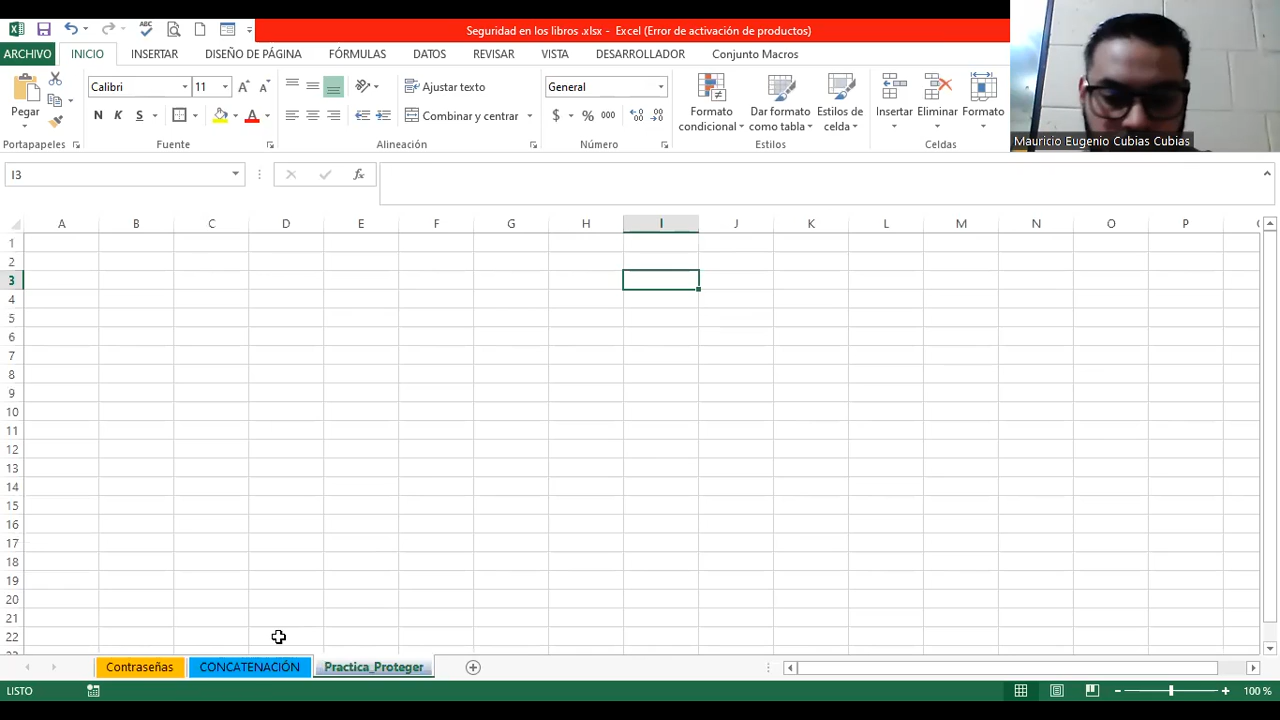 Seguridad en los libros .xlsx - Excel (Error de activación de productos)
ARCHIVO INICIO INSERTAR DISEÑO DE PÁGINA FÓRMULAS DATOS REVISAR VISTA DESARROLLADOR Conjunto Macros
Pegar
Calibri 11
N K S
Ajustar texto
Combinar y centrar
General
$ % 000
Formato condicional
Dar formato como tabla
Estilos de celda
Insertar
Eliminar
Formato
Portapapeles Fuente Alineación Número Estilos Celdas
Mauricio Eugenio Cubias Cubias
I3
A B C D E F G H I J K L M N O P
1
2
3
4
5
6
7
8
9
10
11
12
13
14
15
16
17
18
19
20
21
22
Contraseñas CONCATENACIÓN Practica_Proteger
LISTO 100 %